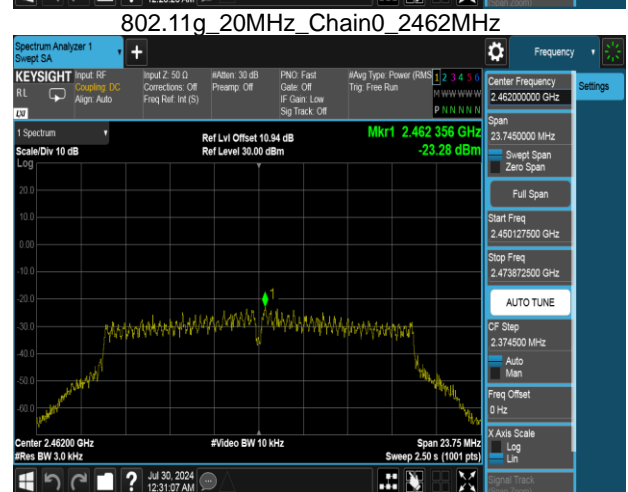 802.11g_20MHz_Chain0_2462MHz
Spectrum Analyzer 1
Swept SA
+
Frequency
KEYSIGHT
Input: RF
Input Z: 50 Ω
#Atten: 30 dB
PNO: Fast
#Avg Type: Power (RMS
1 2 3 4 5 6
RL
Coupling: DC
Corrections: Off
Preamp: Off
Gate: Off
Trig: Free Run
M W W W W W
Align: Auto
Freq Ref: Int (S)
IF Gain: Low
Sig Track: Off
P N N N N N
LXI
Center Frequency
2.462000000 GHz
Settings
Span
23.7450000 MHz
Swept Span
Zero Span
Full Span
Start Freq
2.450127500 GHz
Stop Freq
2.473872500 GHz
AUTO TUNE
CF Step
2.374500 MHz
Auto
Man
Freq Offset
0 Hz
X Axis Scale
Log
Lin
Signal Track
1 Spectrum
Ref Lvl Offset 10.94 dB
Mkr1 2.462 356 GHz
Scale/Div 10 dB
Ref Level 30.00 dBm
-23.28 dBm
Log
20.0
10.0
0.00
-10.0
-20.0
-30.0
-40.0
-50.0
-60.0
1
Center 2.46200 GHz
#Video BW 10 kHz
Span 23.75 MHz
#Res BW 3.0 kHz
Sweep 2.50 s (1001 pts)
?
Jul 30, 2024
12:31:07 AM